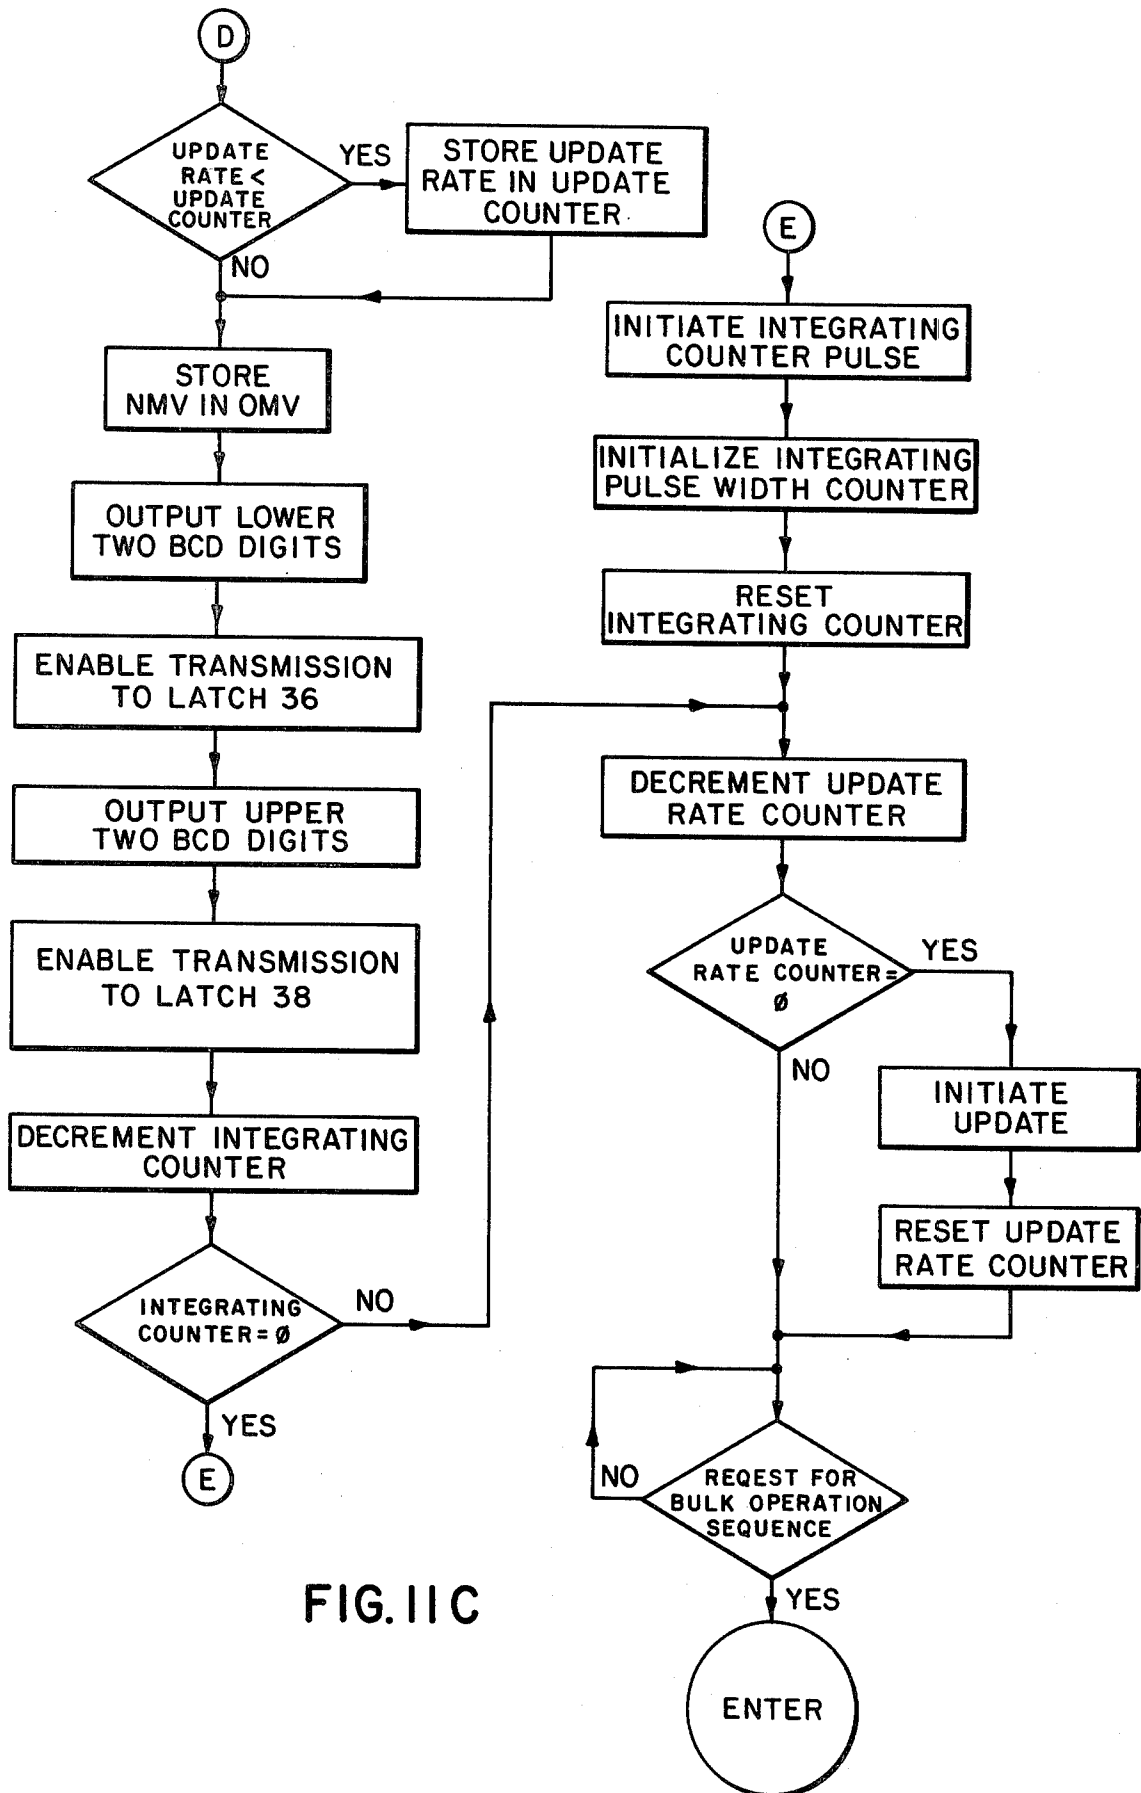 D
UPDATE
RATE <
UPDATE
COUNTER
YES
STORE UPDATE
RATE IN UPDATE
COUNTER
NO
STORE
NMV IN OMV
OUTPUT LOWER
TWO BCD DIGITS
ENABLE TRANSMISSION
TO LATCH 36
OUTPUT UPPER
TWO BCD DIGITS
ENABLE TRANSMISSION
TO LATCH 38
DECREMENT INTEGRATING
COUNTER
INTEGRATING
COUNTER = Ø
NO
YES
E
E
INITIATE INTEGRATING
COUNTER PULSE
INITIALIZE INTEGRATING
PULSE WIDTH COUNTER
RESET
INTEGRATING COUNTER
DECREMENT UPDATE
RATE COUNTER
UPDATE
RATE COUNTER =
Ø
YES
NO
INITIATE
UPDATE
RESET UPDATE
RATE COUNTER
REQEST FOR
BULK OPERATION
SEQUENCE
NO
YES
ENTER
FIG. 11C